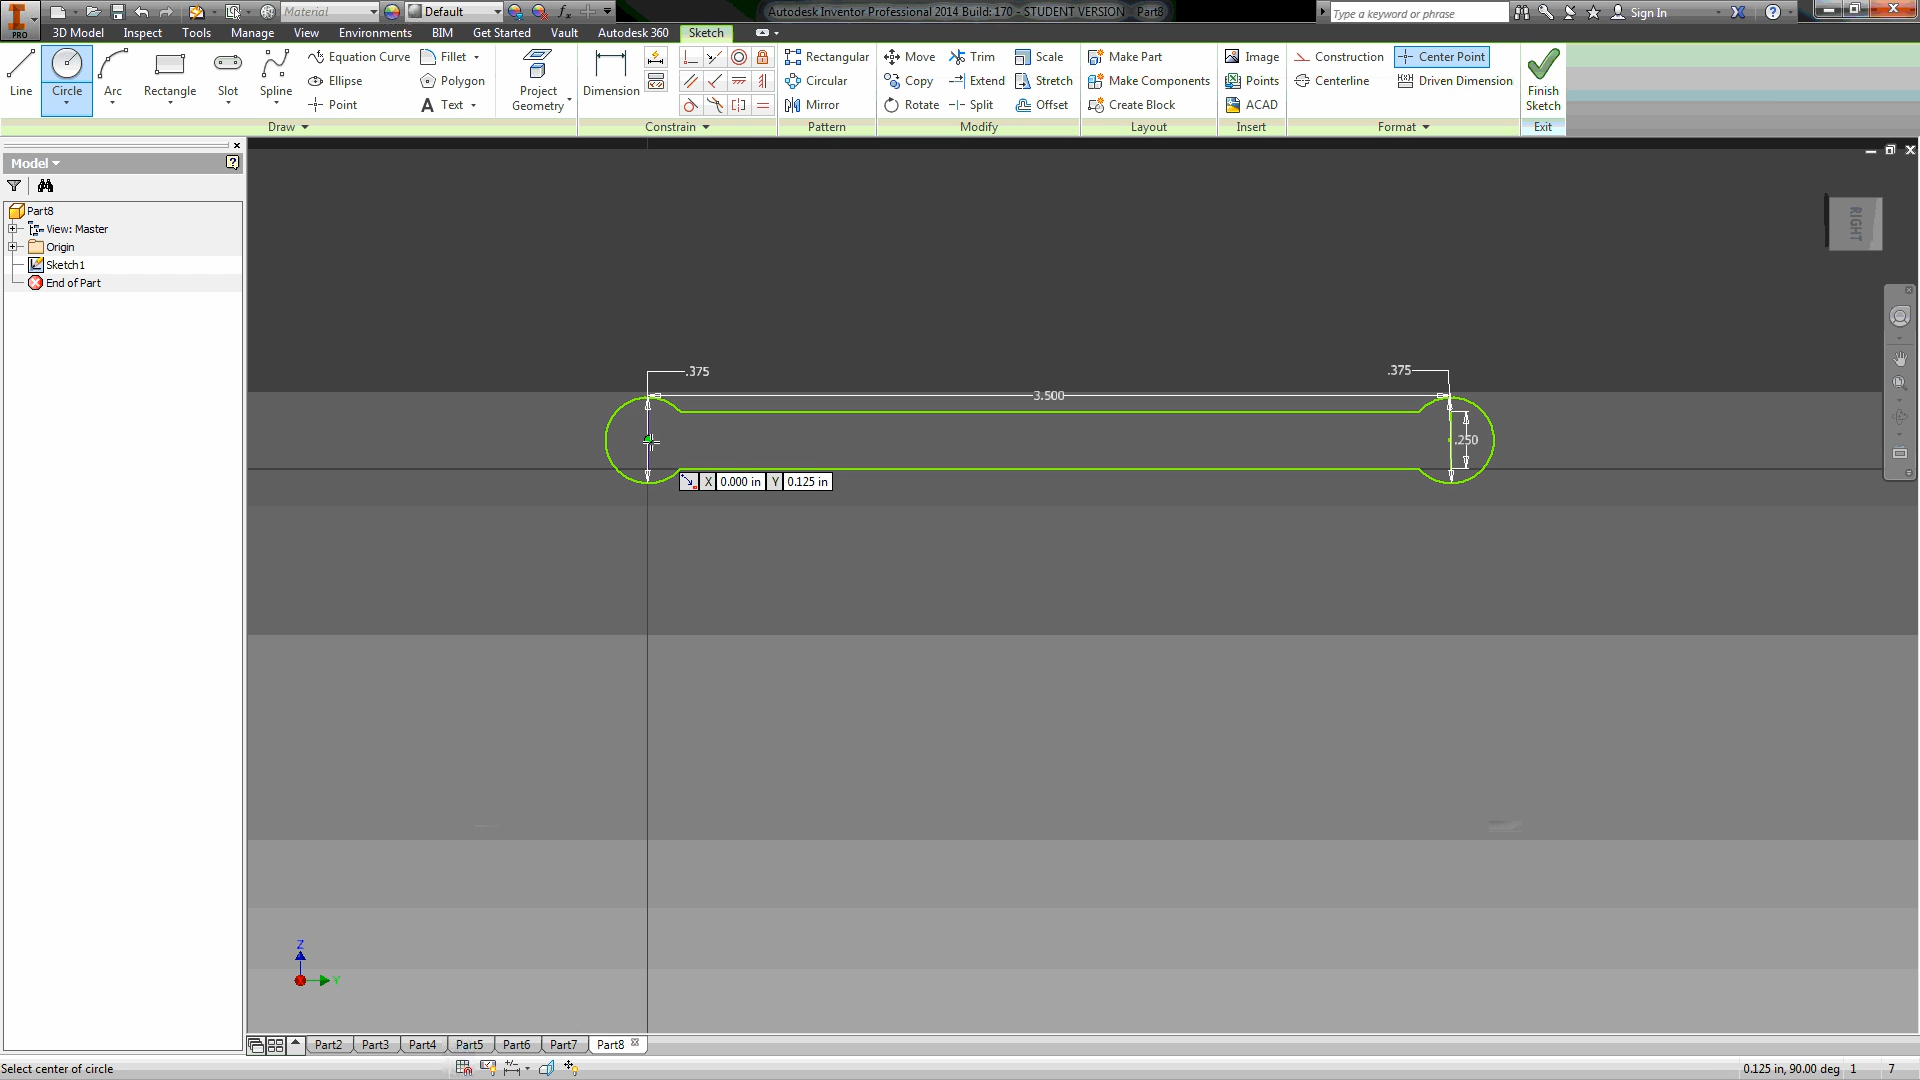 Material
Default
Autodesk Inventor Professional 2014 Build: 170 - STUDENT VERSION Part8
Type a keyword or phrase
Sign In
PRO
3D Model Inspect Tools Manage View Environments BIM Get Started Vault Autodesk 360 Sketch
Line Circle Arc Rectangle Slot Spline
Equation Curve Fillet
Ellipse Polygon
Point A Text
Project Geometry
Dimension
Rectangular
Circular
Mirror
Move Trim Scale
Copy Extend Stretch
Rotate Split Offset
Make Part
Make Components
Create Block
Image
Points
ACAD
Construction Center Point
Centerline Driven Dimension
Finish Sketch
Draw Constrain Pattern Modify Layout Insert Format Exit
Model
Part8
View: Master
Origin
Sketch1
End of Part
RIGHT
.375
.375
3.500
.250
X 0.000 in Y 0.125 in
Z
Y
Part2 Part3 Part4 Part5 Part6 Part7 Part8
Select center of circle
0.125 in, 90.00 deg 1 7